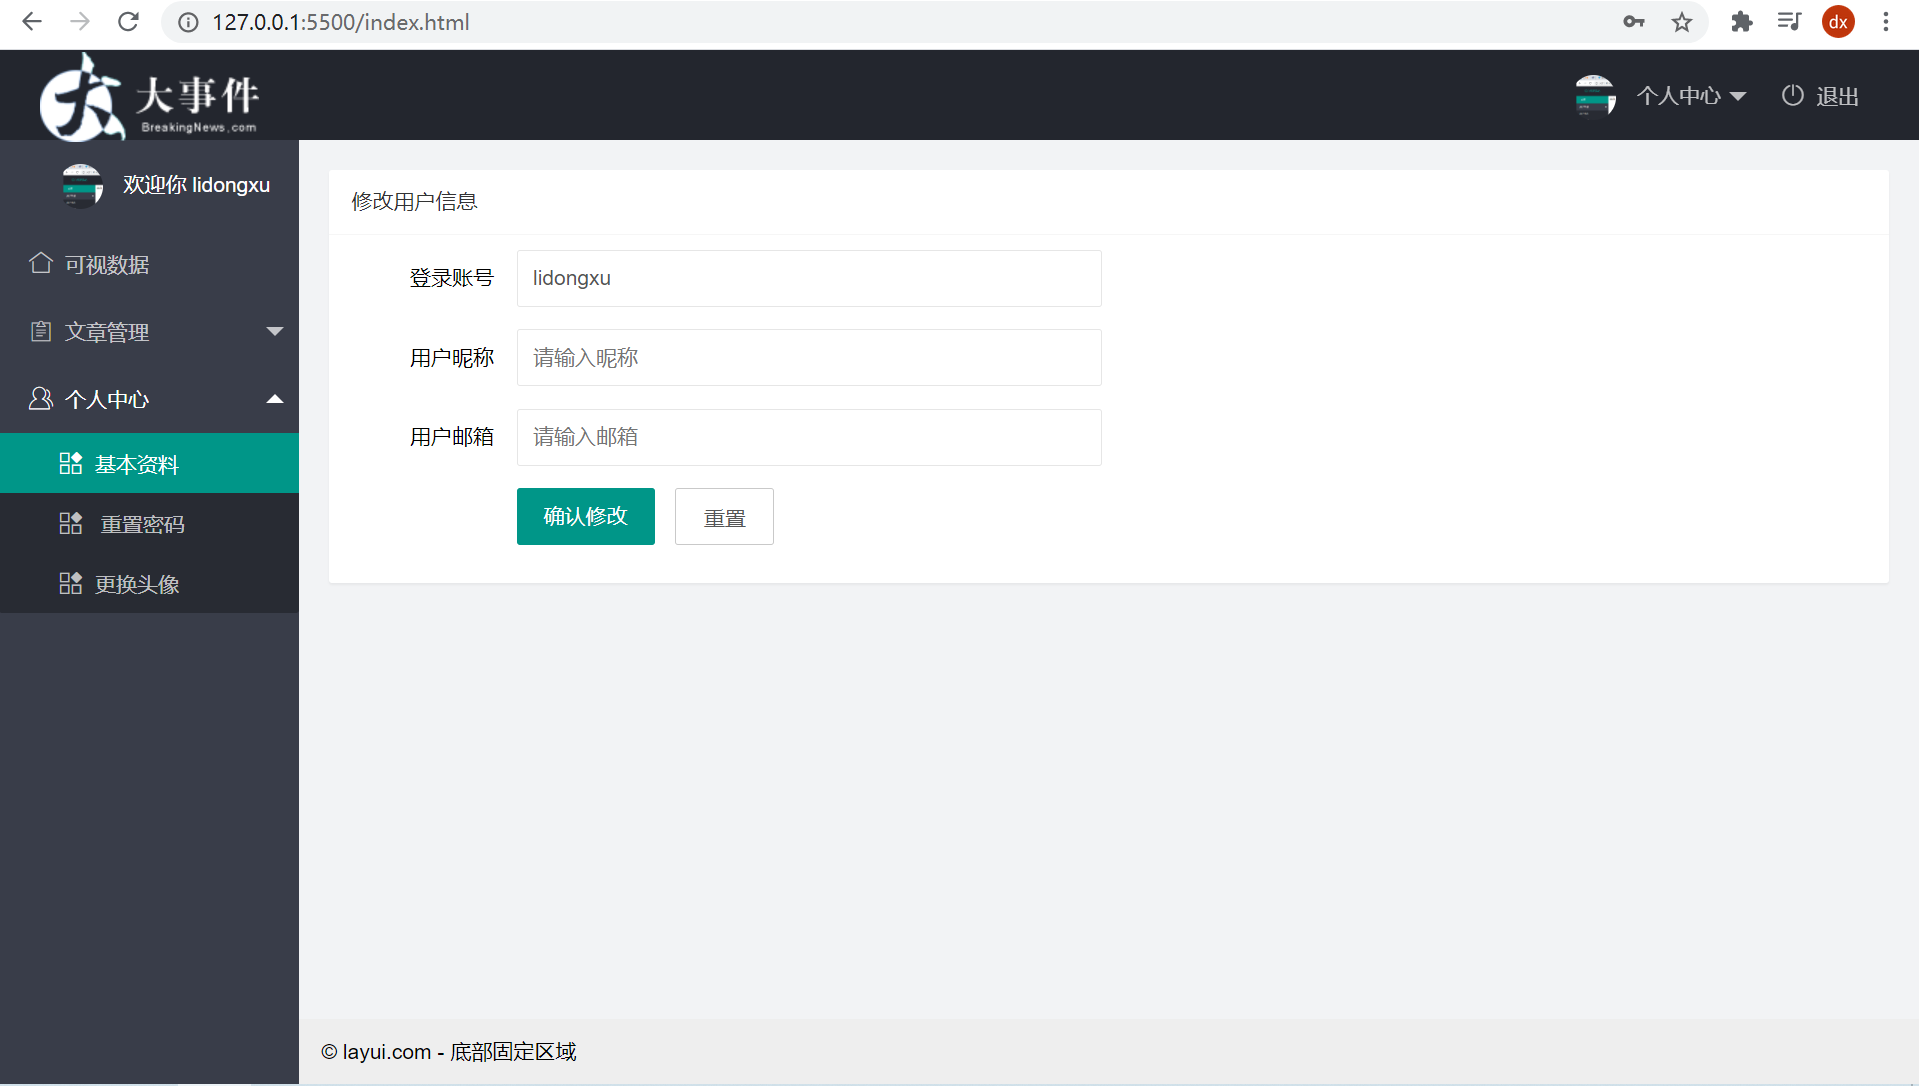 127.0.0.1:5500/index.html
dx
大事件
BreakingNews.com
个人中心
退出
欢迎你 lidongxu
可视数据
文章管理
个人中心
基本资料
重置密码
更换头像
修改用户信息
登录账号
lidongxu
用户昵称
请输入昵称
用户邮箱
请输入邮箱
确认修改
重置
© layui.com - 底部固定区域